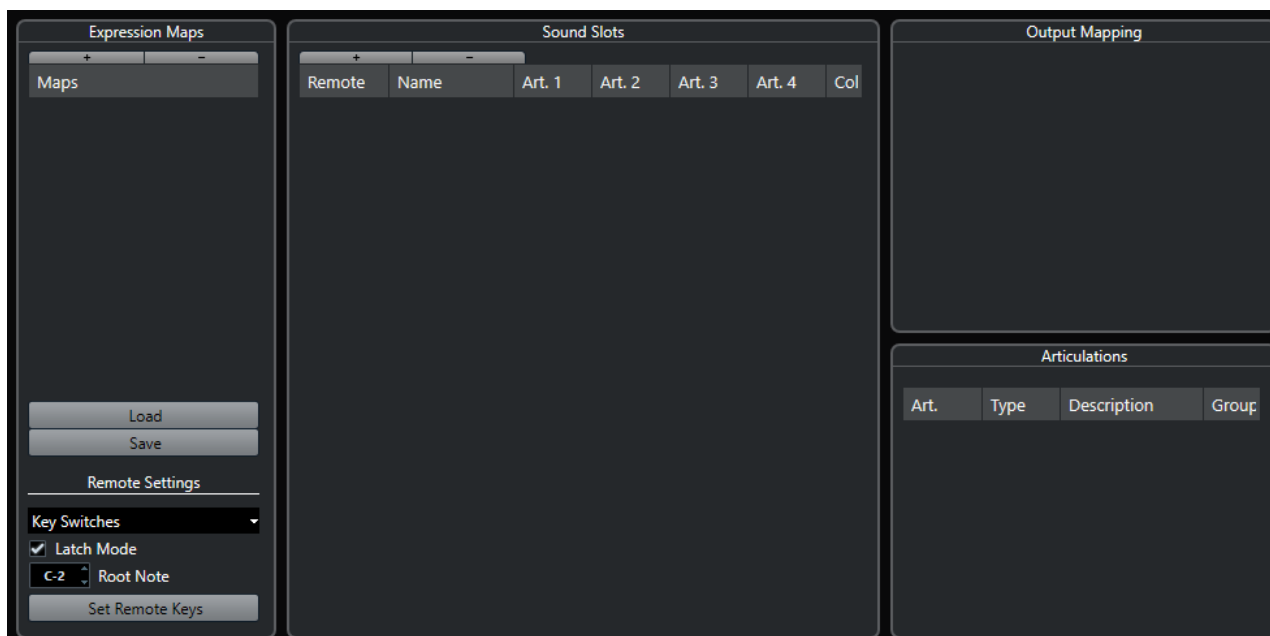 Expression Maps
+ -
Maps
Load
Save
Remote Settings
Key Switches
Latch Mode
C-2 Root Note
Set Remote Keys
Sound Slots
+ -
Remote Name Art. 1 Art. 2 Art. 3 Art. 4 Col
Output Mapping
Articulations
Art. Type Description Group